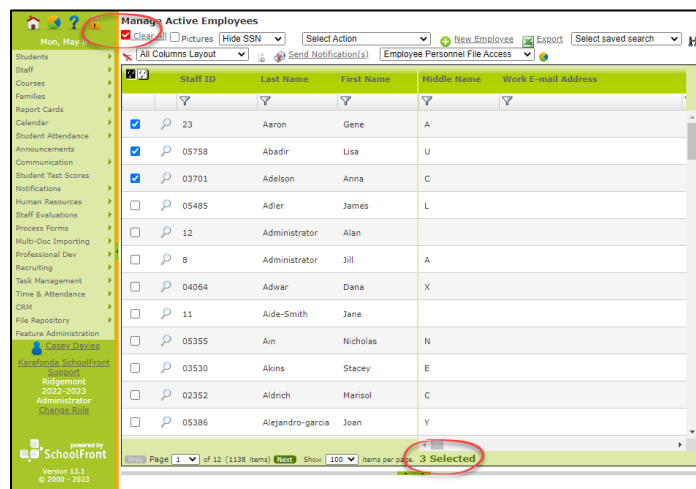 Manage Active Employees
Clear All Pictures Hide SSN Select Action New Employee Export Select saved search
All Columns Layout Send Notification(s) Employee Personnel File Access
Mon, May 8
Students
Staff
Courses
Families
Report Cards
Calendar
Student Attendance
Announcements
Communication
Student Test Scores
Notifications
Human Resources
Staff Evaluations
Process Forms
Multi-Doc Importing
Professional Dev
Recruiting
Task Management
Time & Attendance
CRM
File Repository
Feature Administration
Casey Davies
Karafonda SchoolFront
Support
Ridgemont
2022-2023
Administrator
Change Role
powered by
SchoolFront
Version 13.1
© 2000 - 2023
Staff ID Last Name First Name Middle Name Work E-mail Address
23 Aaron Gene A
05758 Abadir Lisa U
03701 Adelson Anna C
05485 Adler James L
12 Administrator Alan
8 Administrator Jill A
04064 Adwar Dana X
11 Aide-Smith Jane
05355 Ain Nicholas N
03530 Akins Stacey E
02352 Aldrich Marisol C
05386 Alejandro-garcia Joan Y
Prev Page 1 of 12 (1138 items) Next Show 100 items per page. 3 Selected